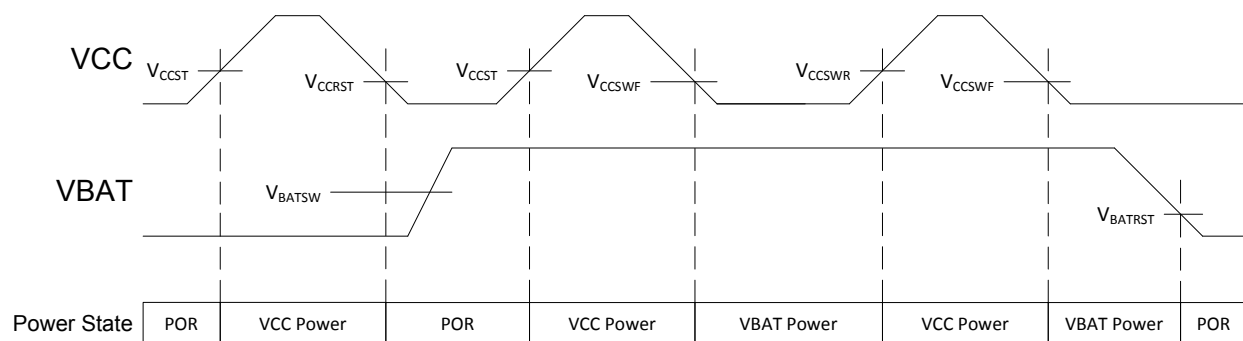 VCC
VCCST
VCCRST
VCCST
VCCSWF
VCCSWR
VCCSWF
VBAT
VBATSW
VBATRST
Power State
POR
VCC Power
POR
VCC Power
VBAT Power
VCC Power
VBAT Power
POR